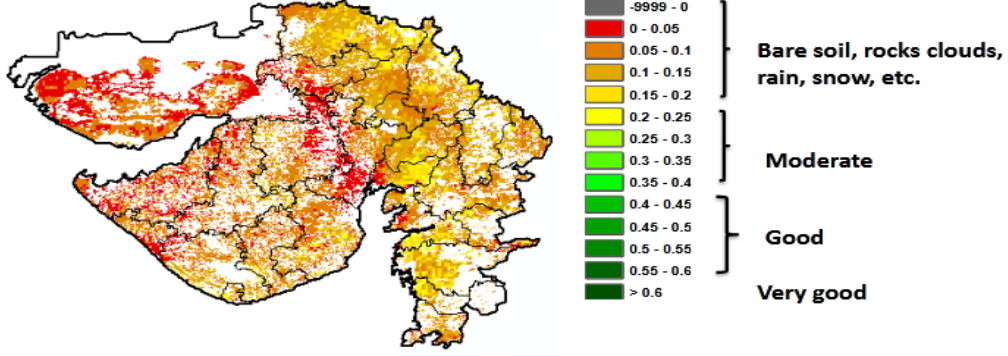 -9999 - 0
0 - 0.05
0.05 - 0.1
0.1 - 0.15
0.15 - 0.2
0.2 - 0.25
0.25 - 0.3
0.3 - 0.35
0.35 - 0.4
0.4 - 0.45
0.45 - 0.5
0.5 - 0.55
0.55 - 0.6
> 0.6
Bare soil, rocks clouds,
rain, snow, etc.
Moderate
Good
Very good